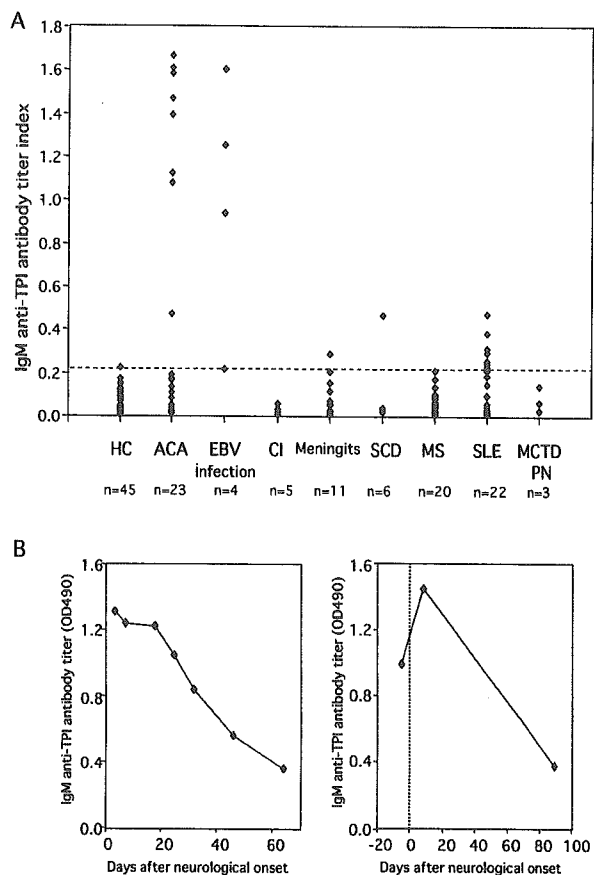 A
IgM anti-TPI antibody titer index
1.8
1.6
1.4
1.2
1.0
0.8
0.6
0.4
0.2
0.0
HC ACA EBV infection CI Meningits SCD MS SLE MCTD PN
n=45 n=23 n=4 n=5 n=11 n=6 n=20 n=22 n=3
B
IgM anti-TPI antibody titer (OD490)
1.6
1.2
0.8
0.4
0.0
0 20 40 60
Days after neurological onset
IgM anti-TPI antibody titer (OD490)
1.6
1.2
0.8
0.4
0.0
-20 0 20 40 60 80 100
Days after neurological onset